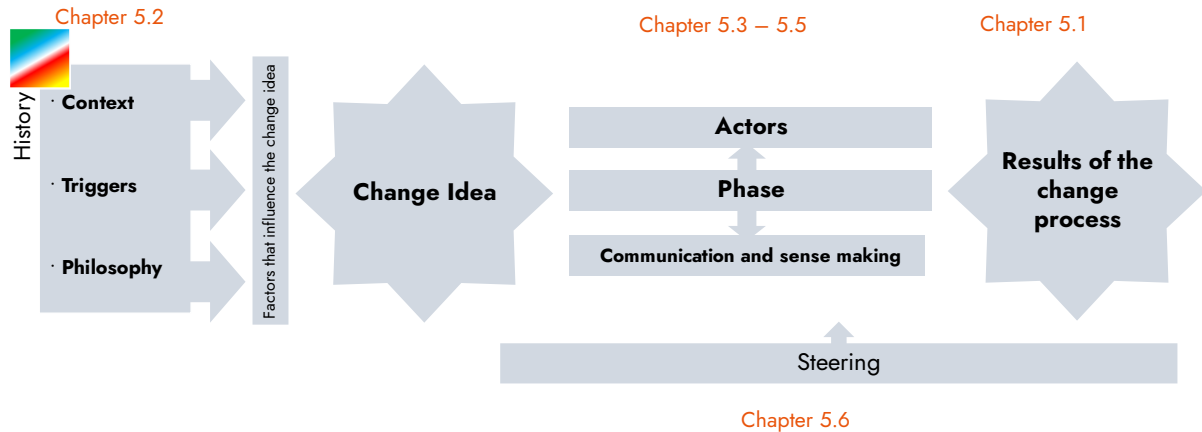 Chapter 5.2
Chapter 5.3 – 5.5
Chapter 5.1
History
· Context
· Triggers
· Philosophy
Factors that influence the change idea
Change Idea
Actors
Phase
Communication and sense making
Results of the
change
process
Steering
Chapter 5.6